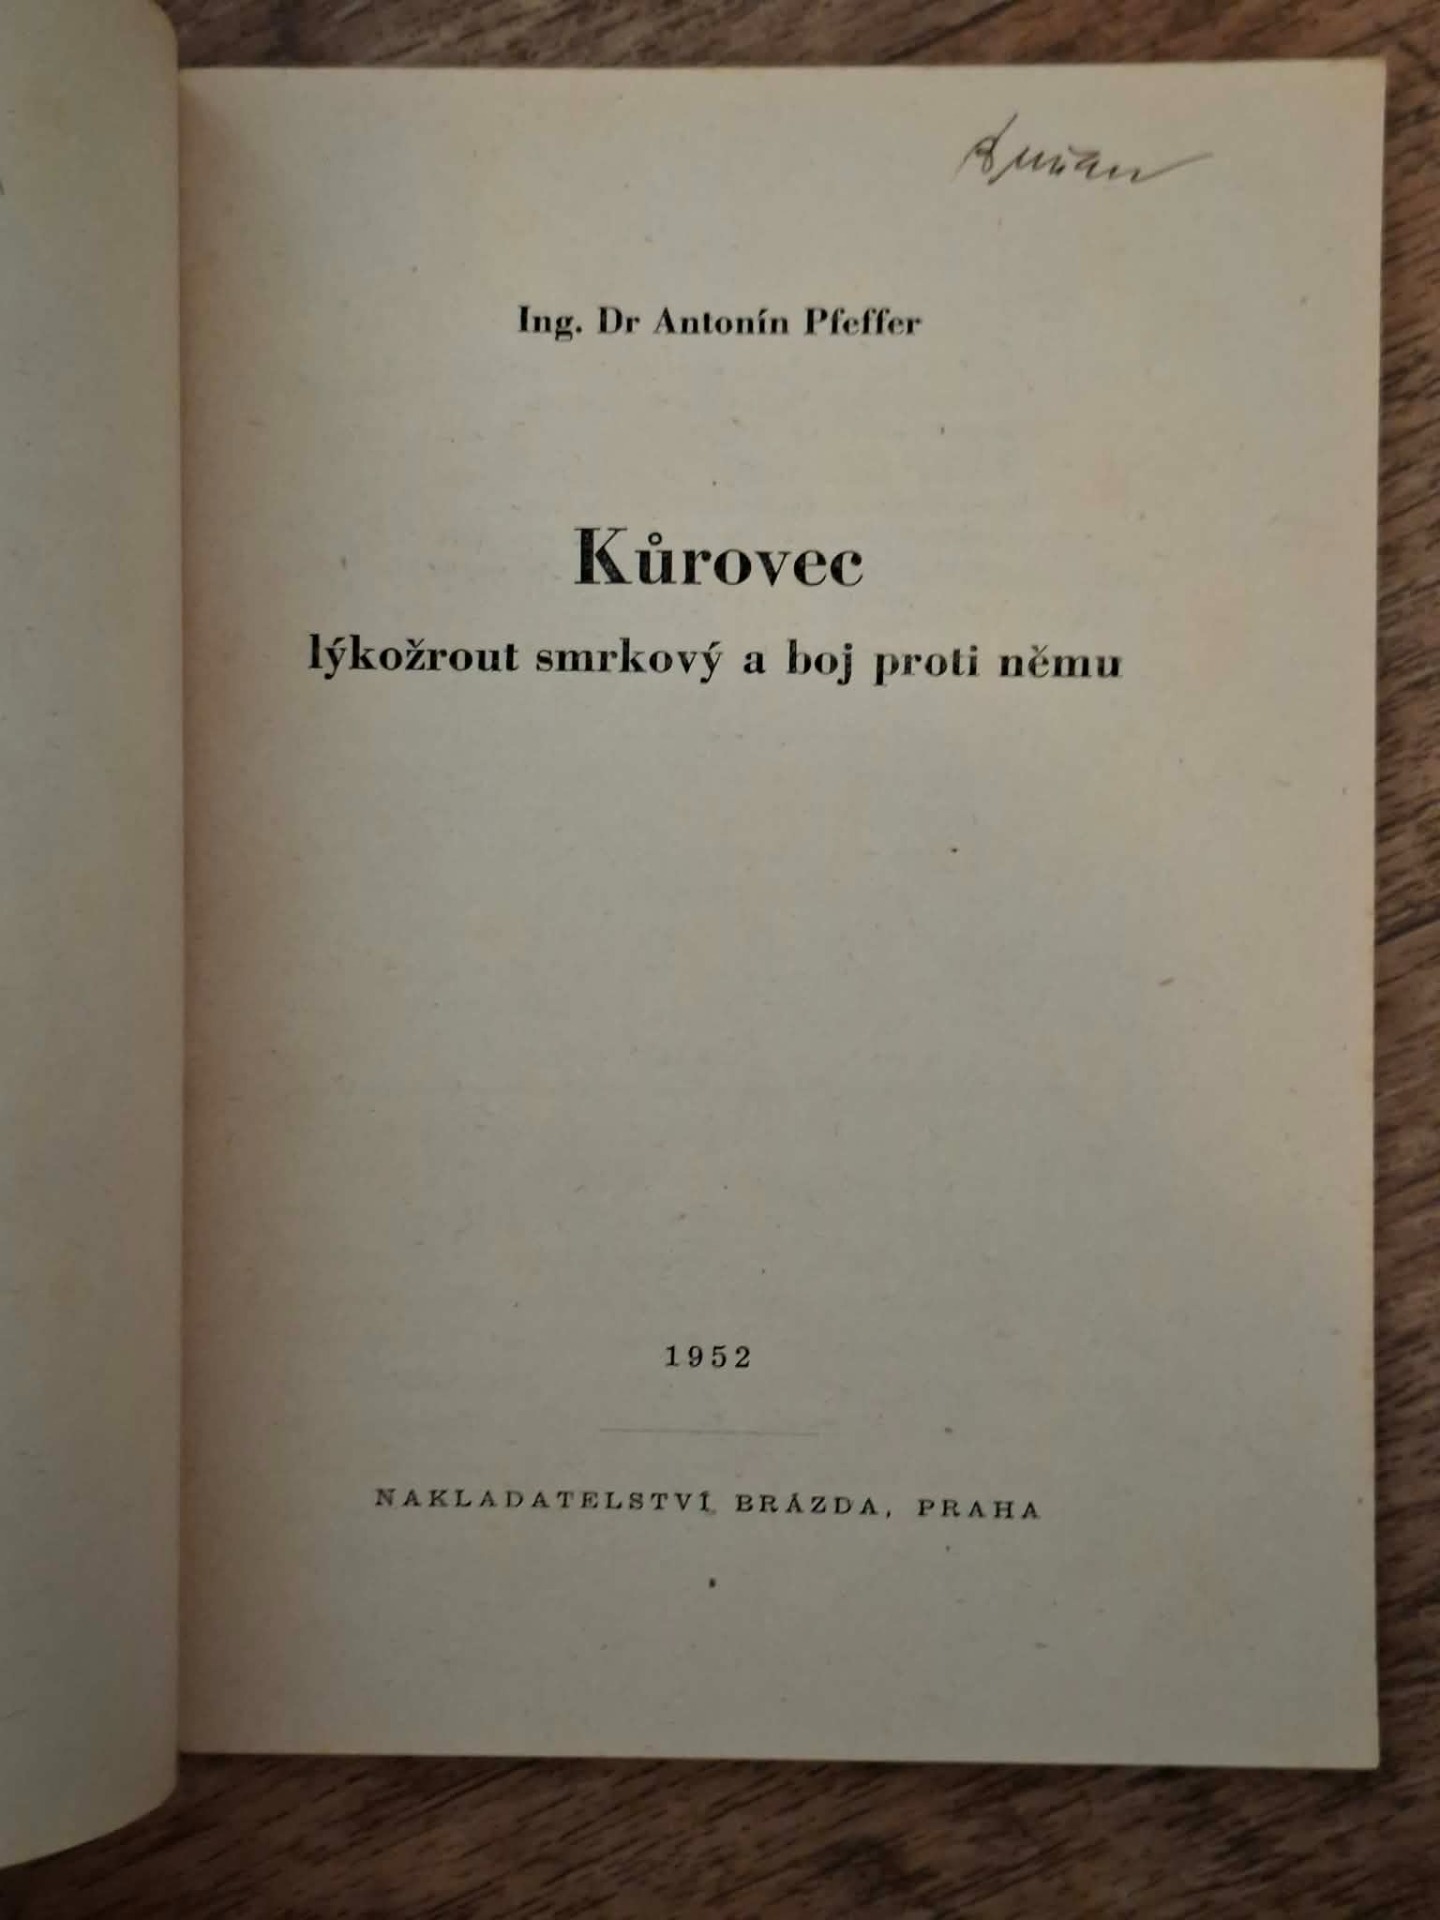 Ing. Dr Antonín Pfeffer
Kůrovec
lýkožrout smrkový a boj proti němu
1952
NAKLADATELSTVÍ BRÁZDA, PRAHA